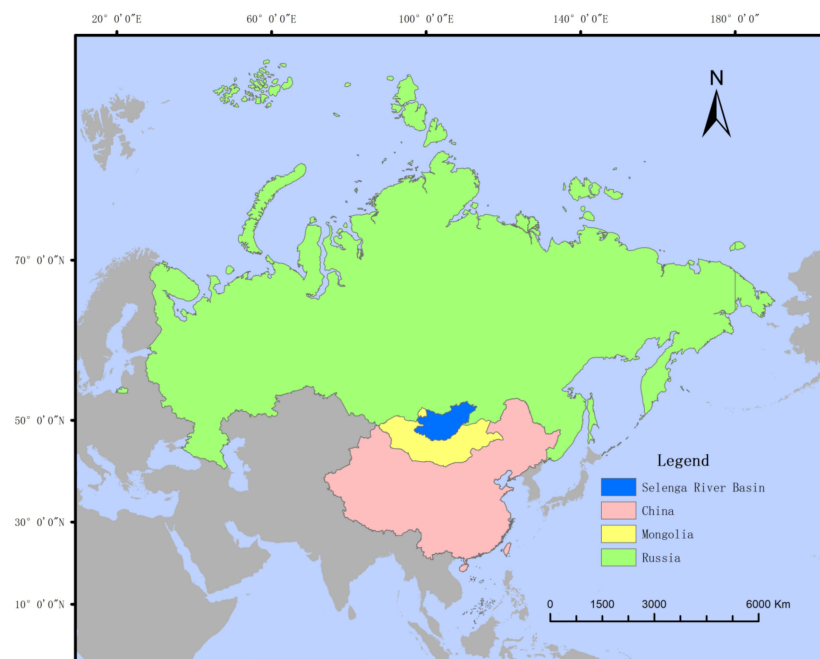 20° 0'0"E
60° 0'0"E
100° 0'0"E
140° 0'0"E
180° 0'0"E
N
70° 0'0"N
50° 0'0"N
30° 0'0"N
10° 0'0"N
Legend
Selenga River Basin
China
Mongolia
Russia
0 1500 3000 6000 Km